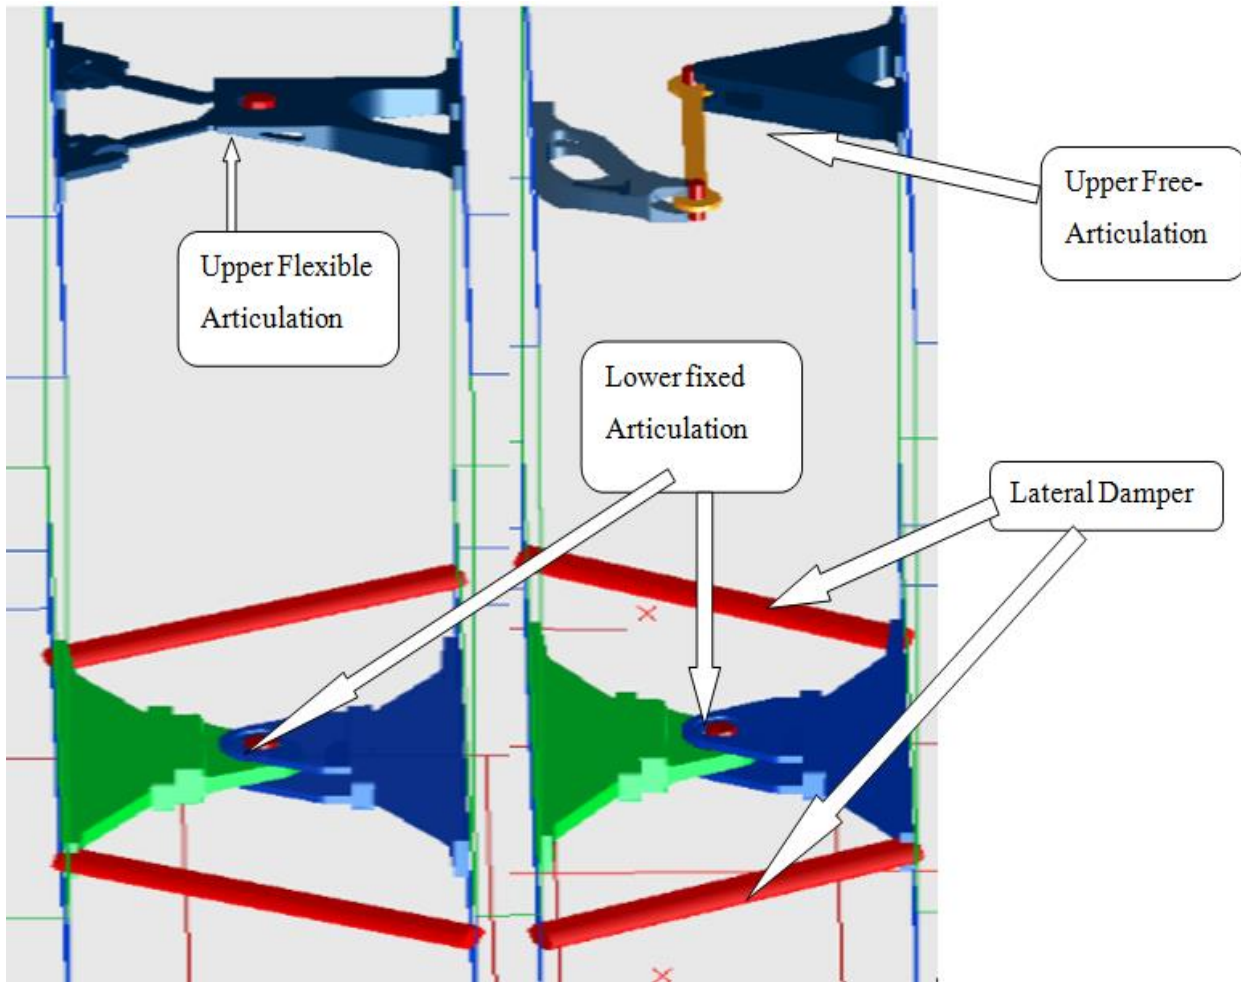 Upper Free-
Articulation
Upper Flexible
Articulation
Lower fixed
Articulation
Lateral Damper